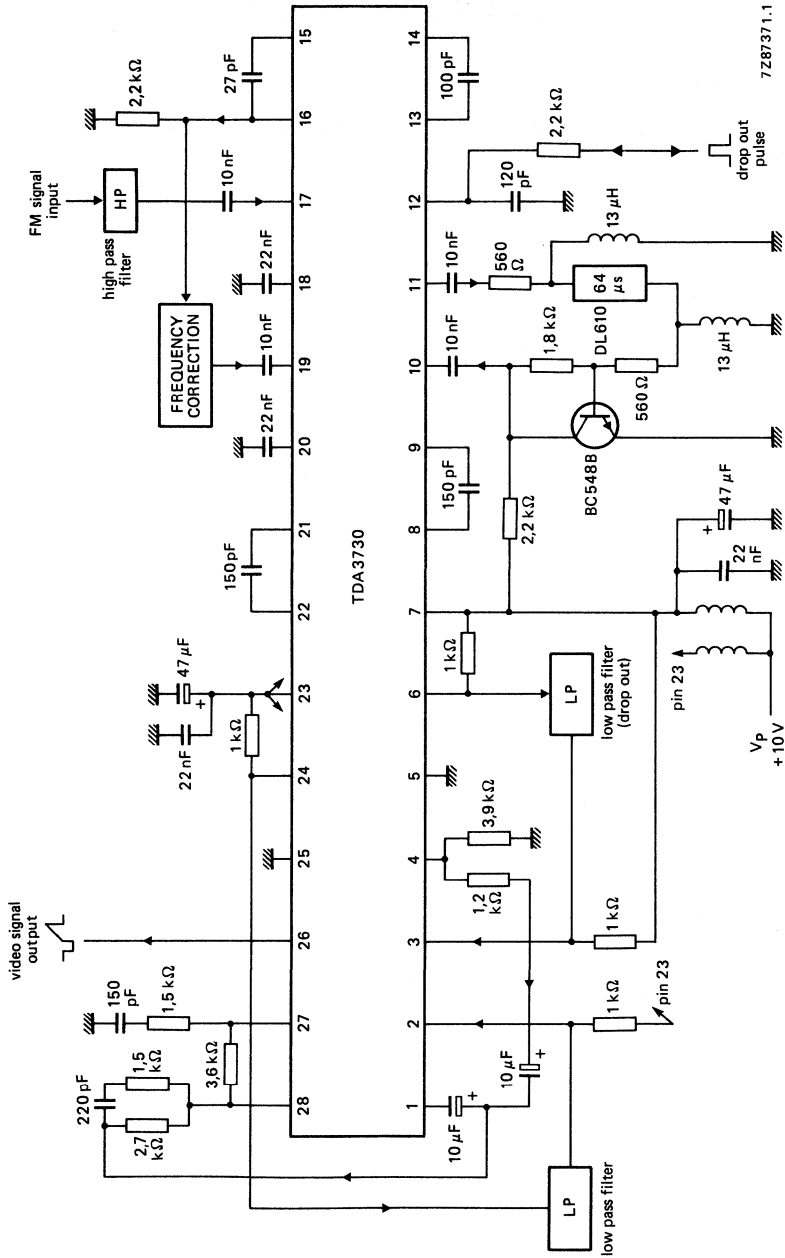 video signal
output
220 pF
1,5
kΩ
2,7
kΩ
150
pF
1,5 kΩ
3,6 kΩ
22 nF
47 µF
+
1 kΩ
150 pF
FREQUENCY
CORRECTION
22 nF
10 nF
22 nF
FM signal
input
HP
high pass
filter
10 nF
2,2 kΩ
27 pF
28
27
26
25
24
23
22
21
20
19
18
17
16
15
TDA3730
1
2
3
4
5
6
7
8
9
10
11
12
13
14
10 µF
+
10 µF
+
LP
low pass filter
1 kΩ
pin 23
1 kΩ
1,2
kΩ
3,9 kΩ
LP
low pass filter
(drop out)
1 kΩ
pin 23
VP
+10 V
22
nF
47 µF
+
2,2 kΩ
150 pF
BC548B
10 nF
1,8 kΩ
560 Ω
DL610
64
µs
13 µH
10 nF
560
Ω
13 µH
120
pF
2,2 kΩ
drop out
pulse
100 pF
7Z87371.1